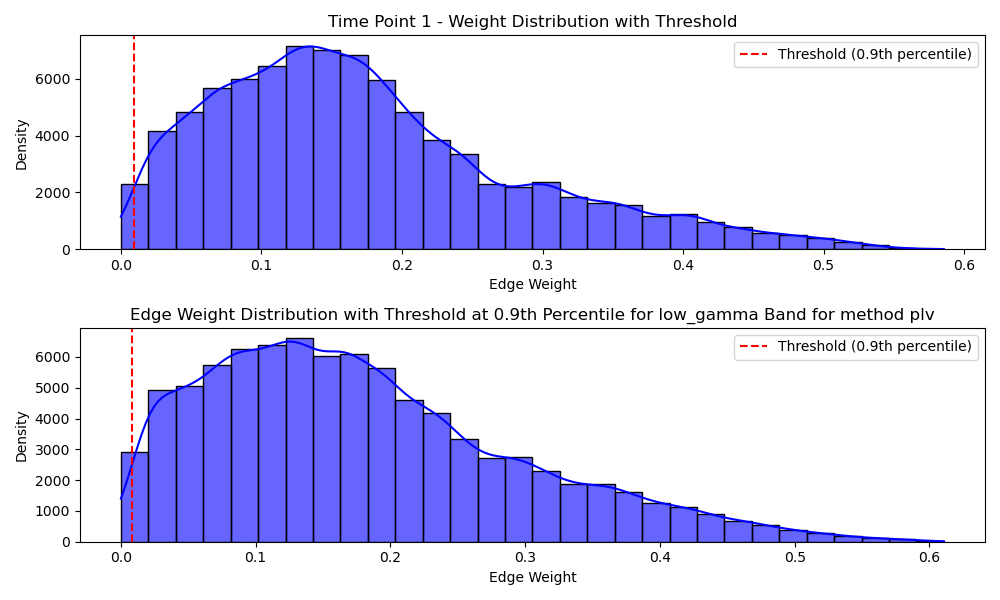 Time Point 1 - Weight Distribution with Threshold
Threshold (0.9th percentile)
Density
6000
4000
2000
0
0.0 0.1 0.2 0.3 0.4 0.5 0.6
Edge Weight
Edge Weight Distribution with Threshold at 0.9th Percentile for low_gamma Band for method plv
Threshold (0.9th percentile)
Density
6000
5000
4000
3000
2000
1000
0
0.0 0.1 0.2 0.3 0.4 0.5 0.6
Edge Weight